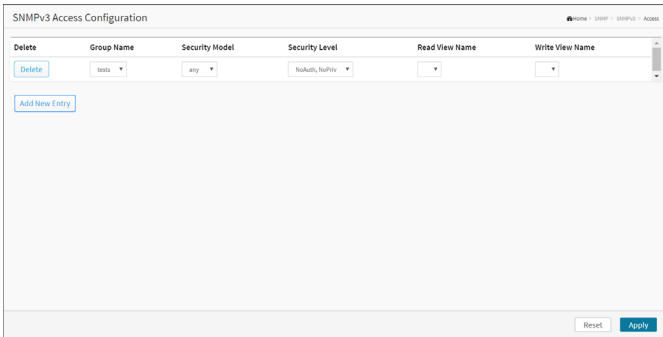 SNMPv3 Access Configuration
Home > SNMP > SNMPv3 > Access
Delete Group Name Security Model Security Level Read View Name Write View Name
Delete tests any NoAuth, NoPriv
Add New Entry
Reset Apply